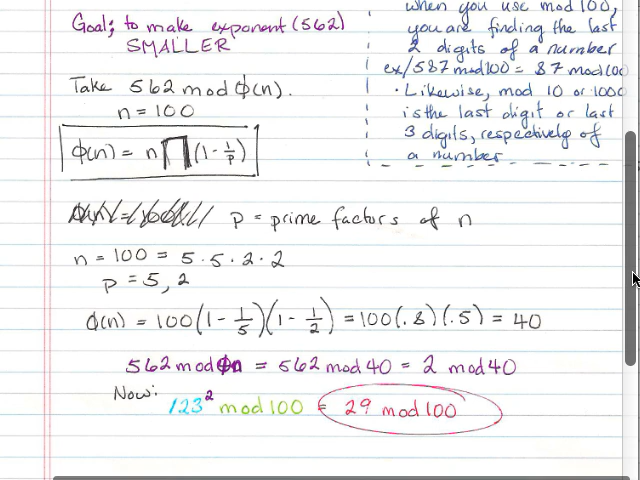 Goal; to make exponent (562)
SMALLER
Take 562 mod ϕ(n).
n = 100
ϕ(n) = n ∏ (1 - 1/p)
p = prime factors of n
n = 100 = 5 · 5 · 2 · 2
p = 5, 2
ϕ(n) = 100(1 - 1/5)(1 - 1/2) = 100(.8)(.5) = 40
562 mod ϕn = 562 mod 40 = 2 mod 40
Now:
123² mod 100 = 29 mod 100
when you use mod 100,
you are finding the last
2 digits of a number
ex/ 587 mod 100 = 87 mod 100
· Likewise, mod 10 or 1000
is the last digit or last
3 digits, respectively of
a number